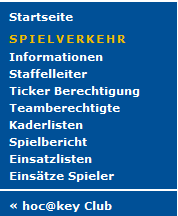 Startseite
SPIELVERKEHR
Informationen
Staffelleiter
Ticker Berechtigung
Teamberechtigte
Kaderlisten
Spielbericht
Einsatzlisten
Einsätze Spieler
« hoc@key Club